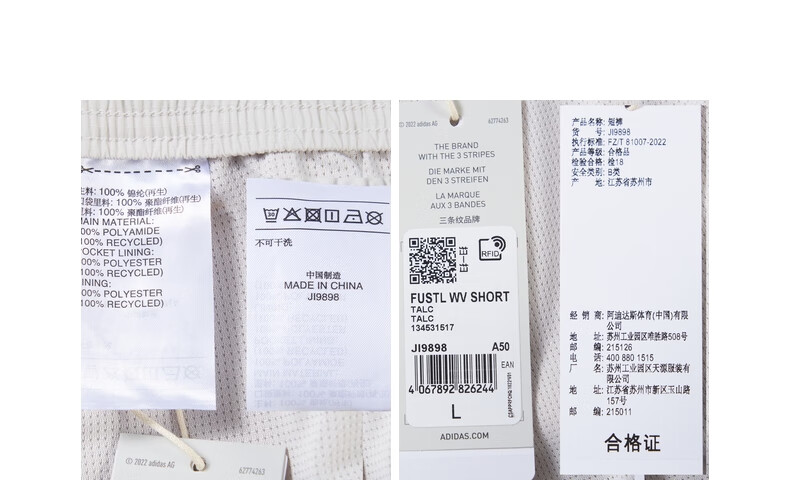 主料: 100% 锦纶(再生)
口袋里料: 100% 聚酯纤维(再生)
里料: 100% 聚酯纤维(再生)
MAIN MATERIAL:
100% POLYAMIDE
(100% RECYCLED)
POCKET LINING:
100% POLYESTER
(100% RECYCLED)
LINING:
100% POLYESTER
(100% RECYCLED)
30
不可干洗
中国制造
MADE IN CHINA
JI9898
© 2022 adidas AG
62774263
© 2022 adidas AG
62774263
THE BRAND
WITH THE 3 STRIPES
DIE MARKE MIT
DEN 3 STREIFEN
LA MARQUE
AUX 3 BANDES
三条纹品牌
RFID
FUSTL WV SHORT
TALC
TALC
134531517
JI9898 A50
EAN
4 067892 826244
L
ADIDAS.COM
产品名称: 短裤
货 号: JI9898
执行标准: FZ/T 81007-2022
产品等级: 合格品
检验合格: 检18
安全类别: B类
产 地: 江苏省苏州市
经 销 商: 阿迪达斯体育(中国)有限
公司
地 址: 苏州工业园区唯胜路508号
邮 编: 215126
电 话: 400 880 1515
厂 名: 苏州工业园区天源服装有
限公司
地 址: 江苏省苏州市新区玉山路
157号
邮 编: 215011
合格证